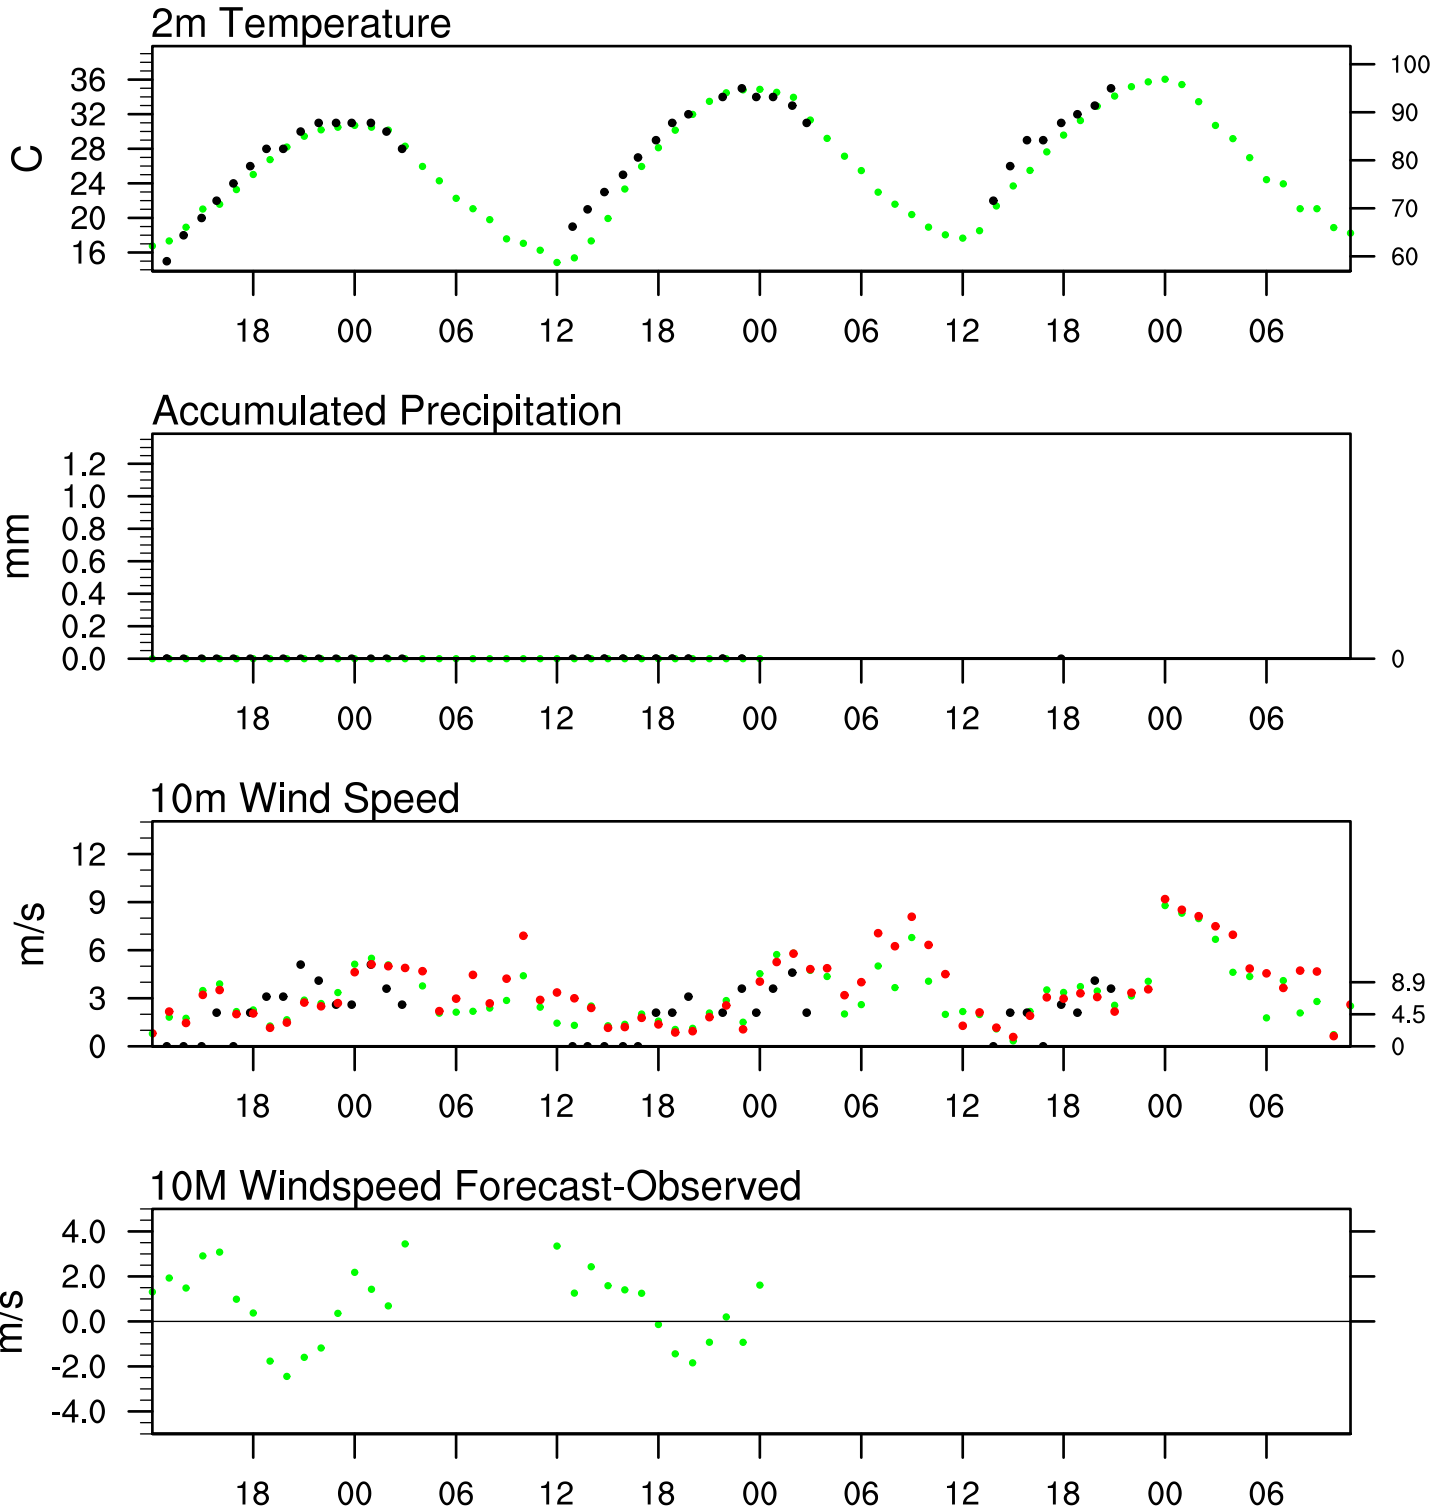 2m Temperature
C
36
32
28
24
20
16
100
90
80
70
60
18 00 06 12 18 00 06 12 18 00 06
Accumulated Precipitation
mm
1.2
1.0
0.8
0.6
0.4
0.2
0.0
0
18 00 06 12 18 00 06 12 18 00 06
10m Wind Speed
m/s
12
9
6
3
0
8.9
4.5
0
18 00 06 12 18 00 06 12 18 00 06
10M Windspeed Forecast-Observed
m/s
4.0
2.0
0.0
-2.0
-4.0
18 00 06 12 18 00 06 12 18 00 06